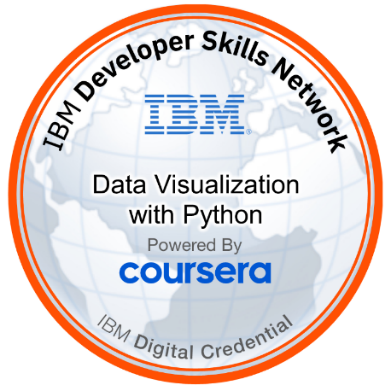 IBM Developer Skills Network
IBM
Data Visualization
with Python
Powered By
coursera
IBM Digital Credential